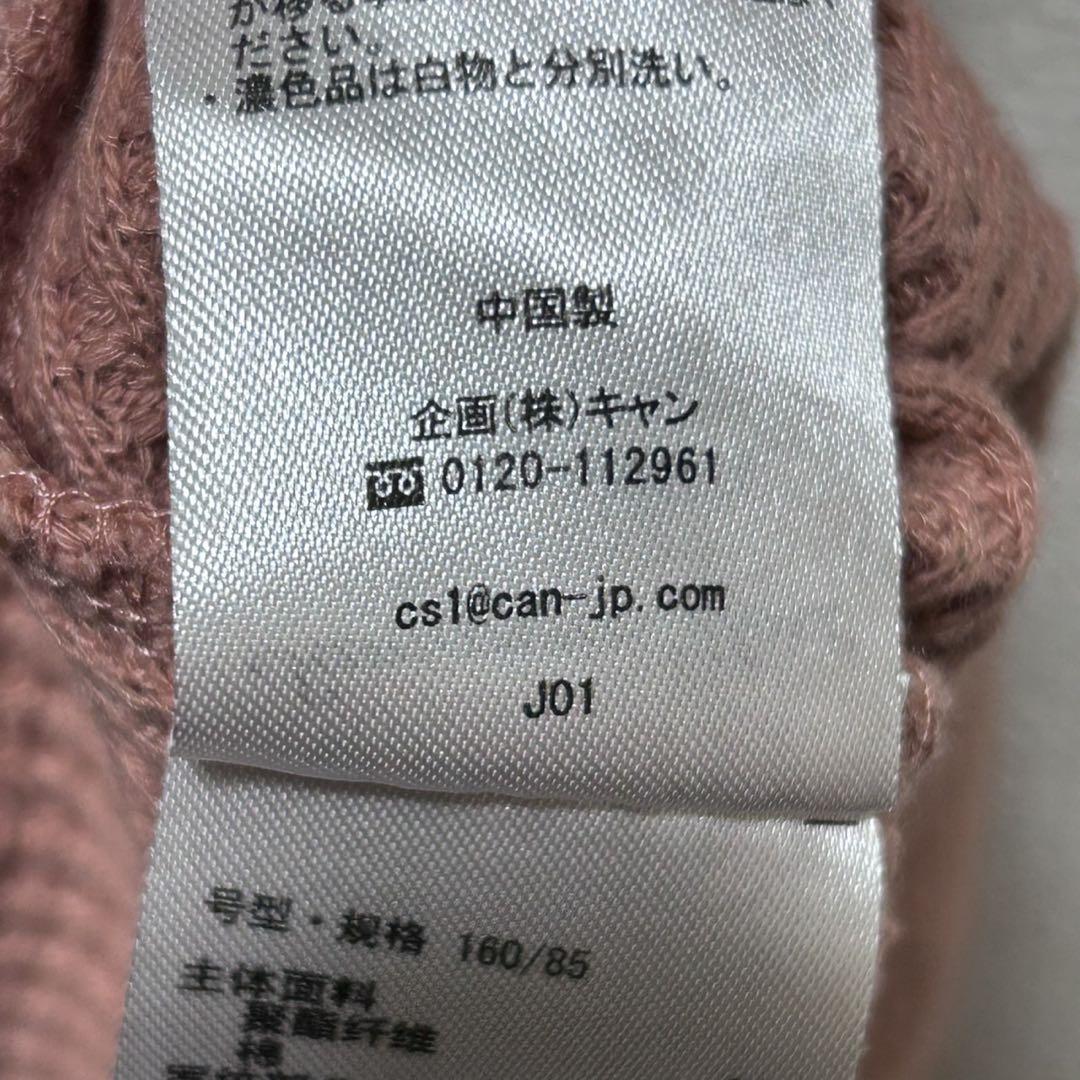 ださい。
・濃色品は白物と分別洗い。
中国製
企画(株)キャン
0120-112961
cs1@can-jp.com
J01
号型・规格 160/85
主体面料
聚酯纤维
棉